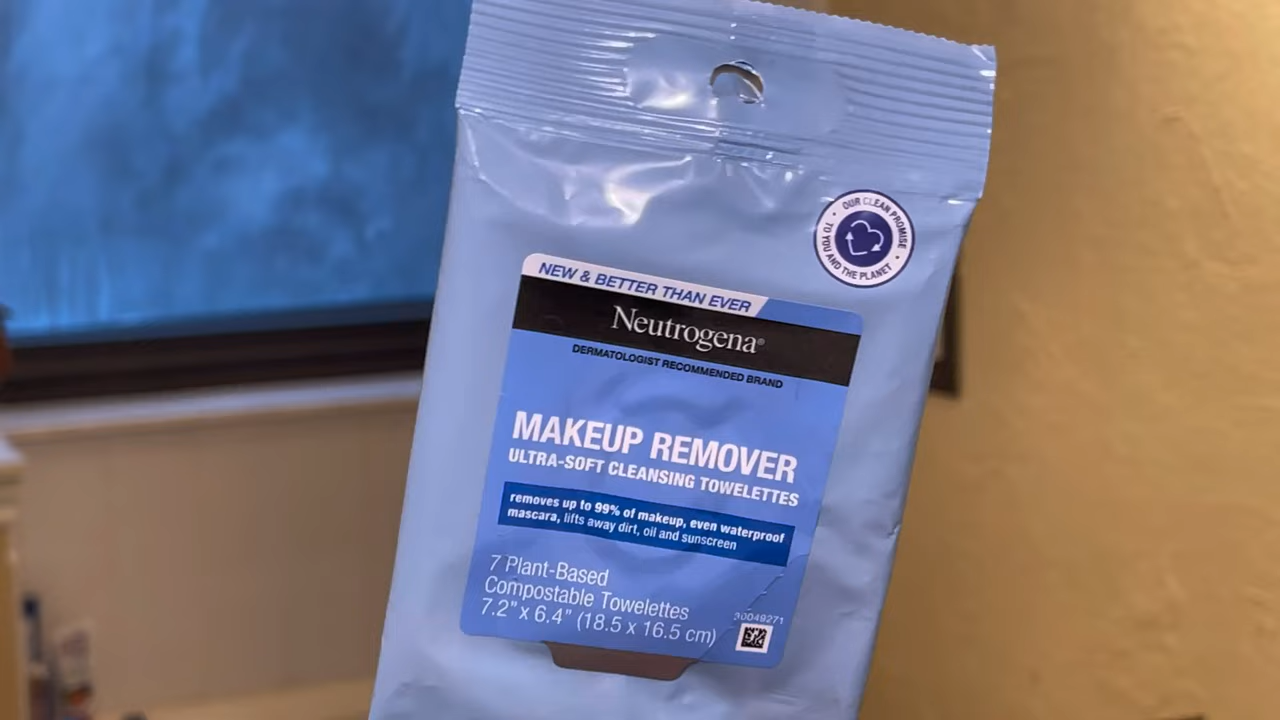 OUR CLEAN PROMISE
TO YOU AND THE PLANET
NEW & BETTER THAN EVER
Neutrogena®
DERMATOLOGIST RECOMMENDED BRAND
MAKEUP REMOVER
ULTRA-SOFT CLEANSING TOWELETTES
removes up to 99% of makeup, even waterproof
mascara, lifts away dirt, oil and sunscreen
7 Plant-Based
Compostable Towelettes
7.2" x 6.4" (18.5 x 16.5 cm)
30049271